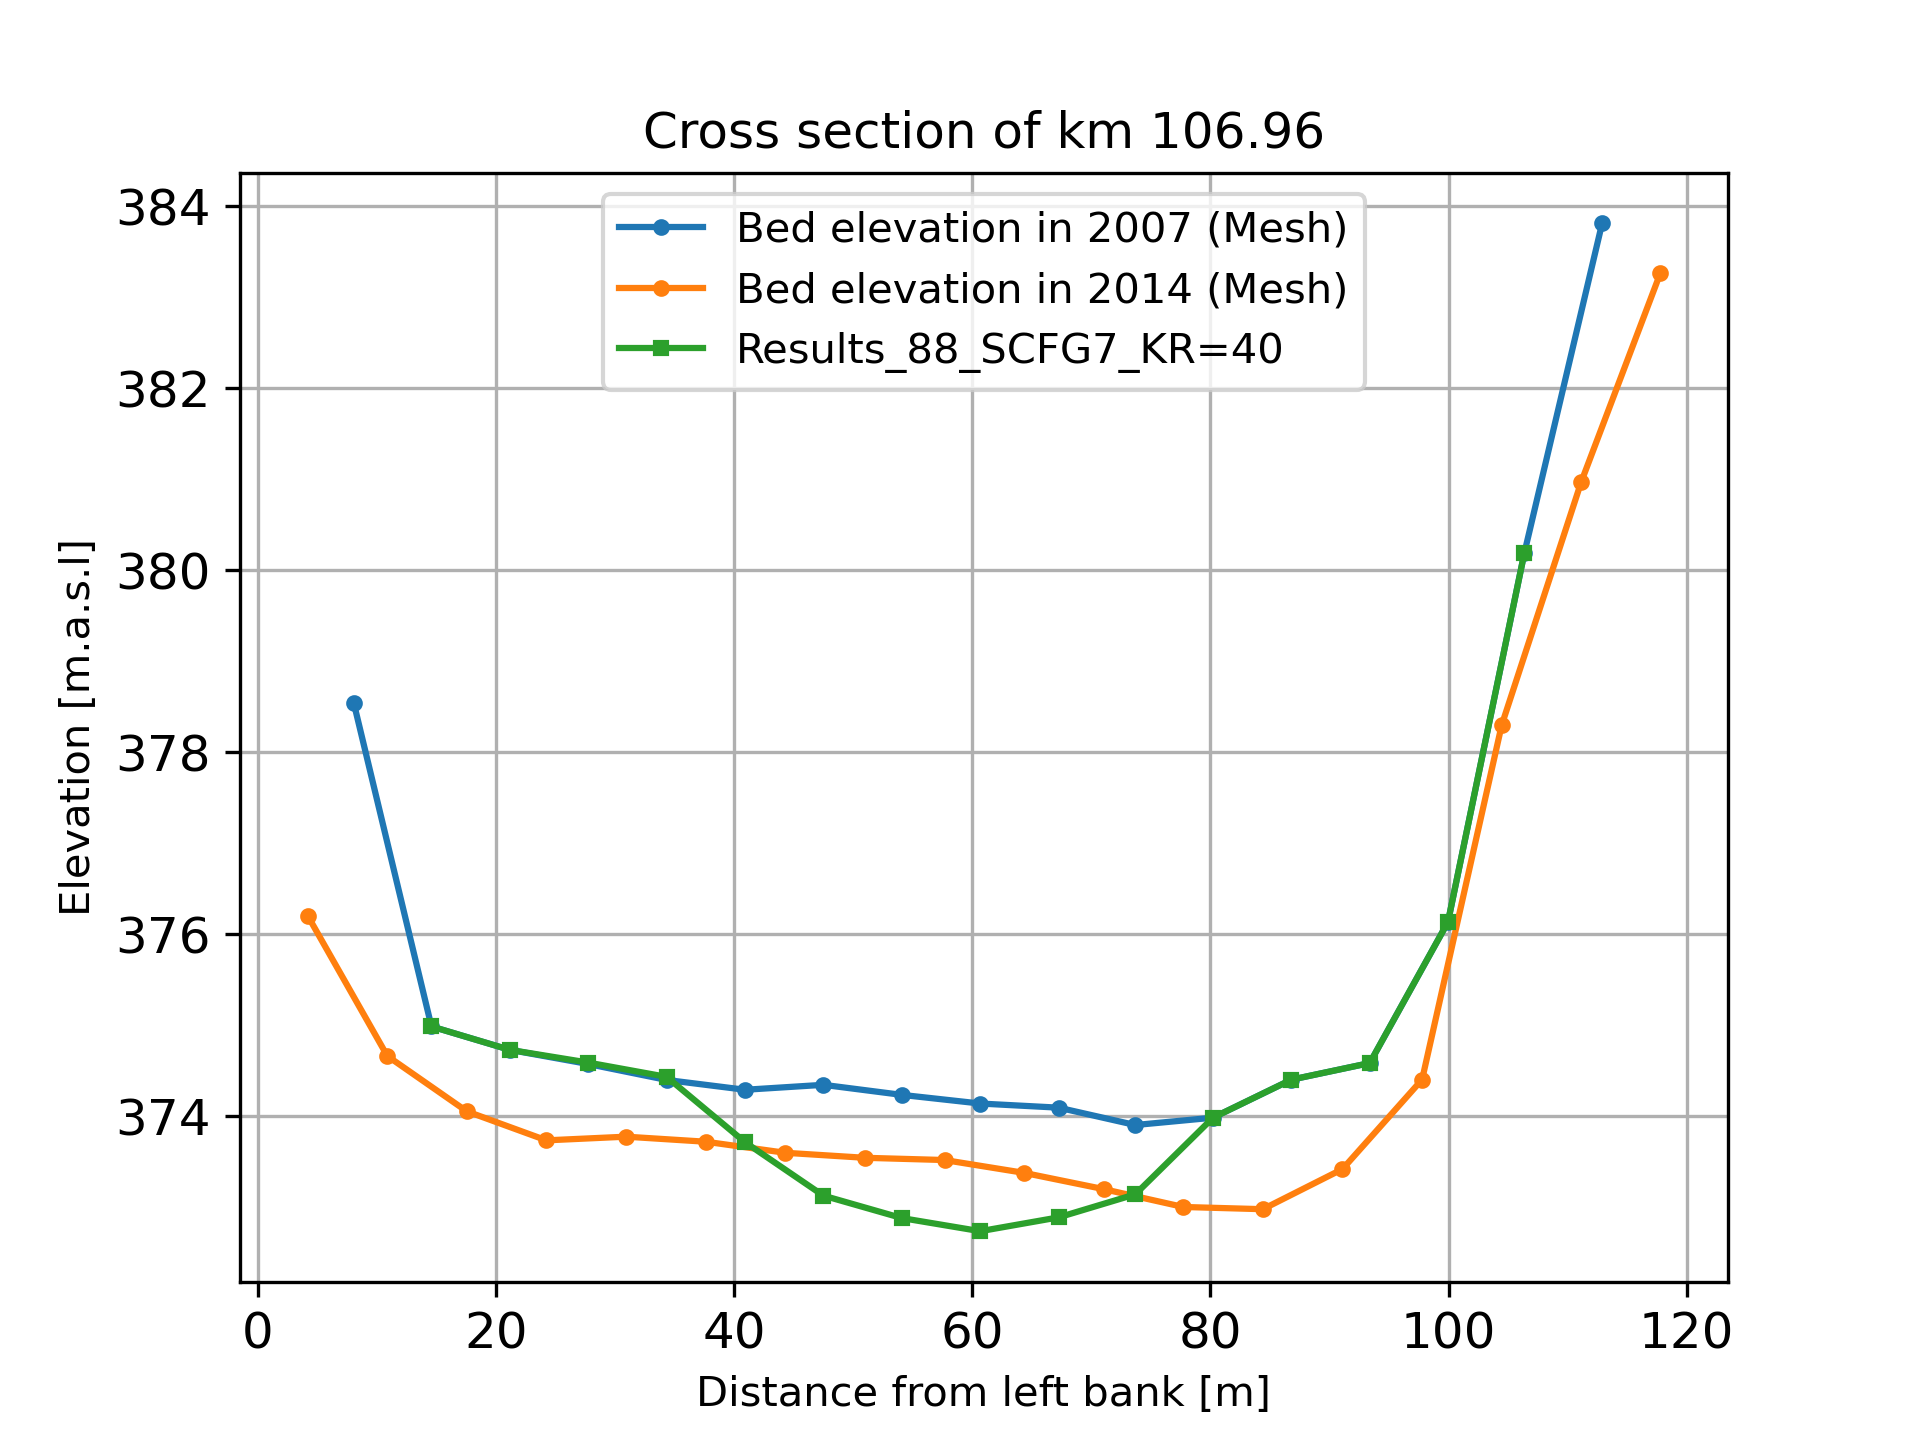 Cross section of km 106.96
Bed elevation in 2007 (Mesh)
Bed elevation in 2014 (Mesh)
Results_88_SCFG7_KR=40
384
382
380
378
376
374
Elevation [m.a.s.l]
0 20 40 60 80 100 120
Distance from left bank [m]